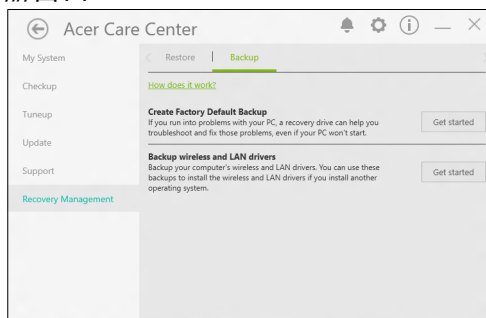 Acer Care Center
My System
Restore
Backup
Checkup
How does it work?
Create Factory Default Backup
If you run into problems with your PC, a recovery drive can help you
troubleshoot and fix those problems, even if your PC won't start.
Get started
Tuneup
Update
Backup wireless and LAN drivers
Backup your computer's wireless and LAN drivers. You can use these
backups to install the wireless and LAN drivers if you install another
operating system.
Get started
Support
Recovery Management